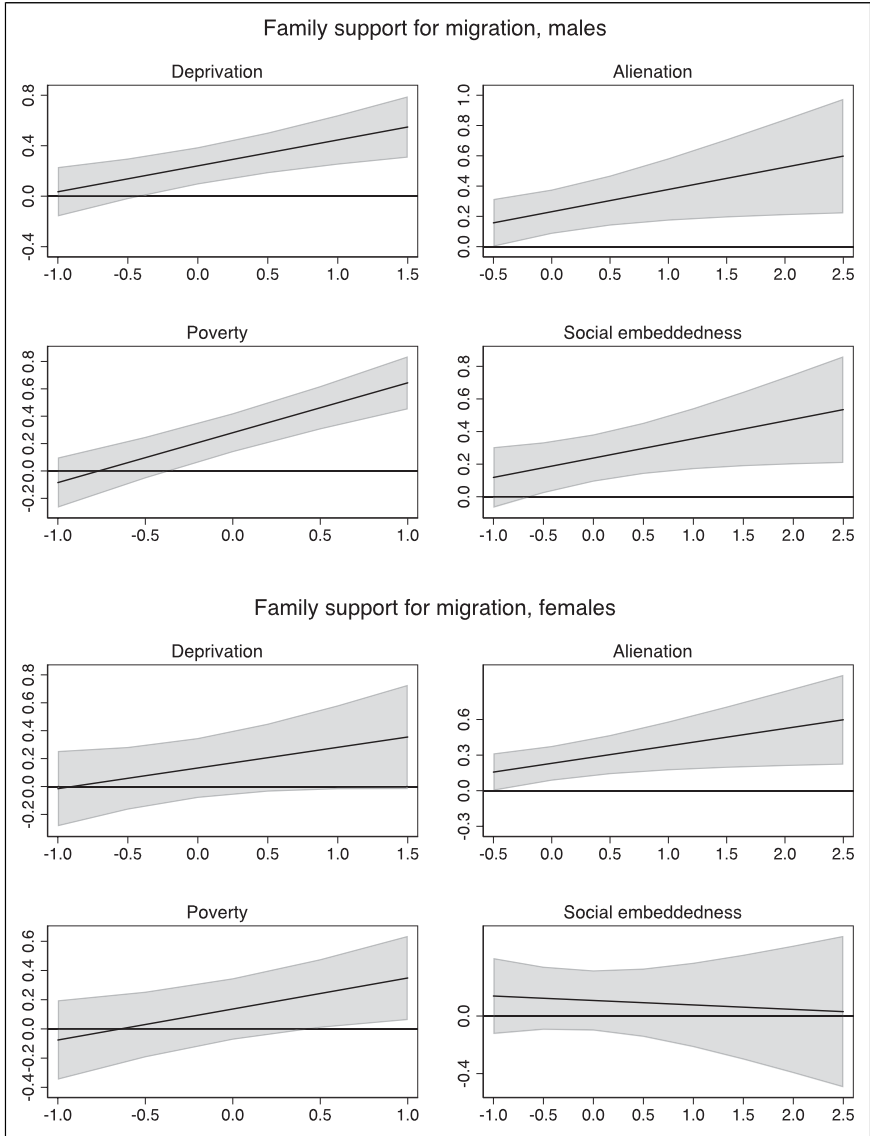 Family support for migration, males
Deprivation
0.8
0.4
0.0
-0.4
-1.0 -0.5 0.0 0.5 1.0 1.5
Alienation
1.0
0.8
0.6
0.4
0.2
0.0
-0.5 0.0 0.5 1.0 1.5 2.0 2.5
Poverty
0.8
0.6
0.4
0.2
0.0
-0.2
-1.0 -0.5 0.0 0.5 1.0
Social embeddedness
0.8
0.6
0.4
0.2
0.0
-1.0 -0.5 0.0 0.5 1.0 1.5 2.0 2.5
Family support for migration, females
Deprivation
0.8
0.6
0.4
0.2
0.0
-0.2
-1.0 -0.5 0.0 0.5 1.0 1.5
Alienation
0.6
0.3
0.0
-0.3
-0.5 0.0 0.5 1.0 1.5 2.0 2.5
Poverty
0.6
0.4
0.2
0.0
-0.2
-0.4
-1.0 -0.5 0.0 0.5 1.0
Social embeddedness
0.0
-0.4
-1.0 -0.5 0.0 0.5 1.0 1.5 2.0 2.5